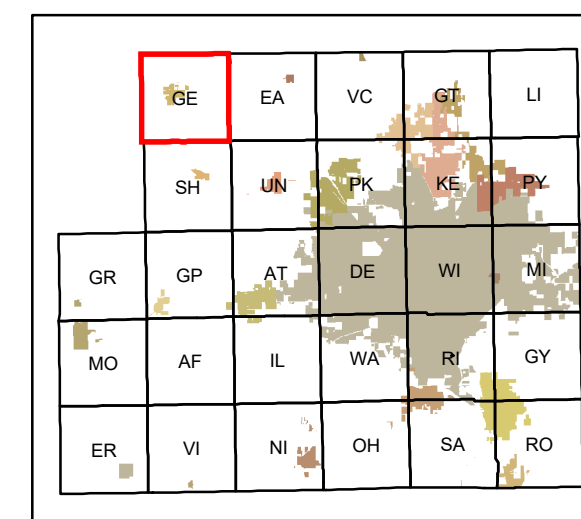 GE EA VC GT LI
SH UN PK KE PY
GR GP AT DE WI MI
MO AF IL WA RI GY
ER VI NI OH SA RO